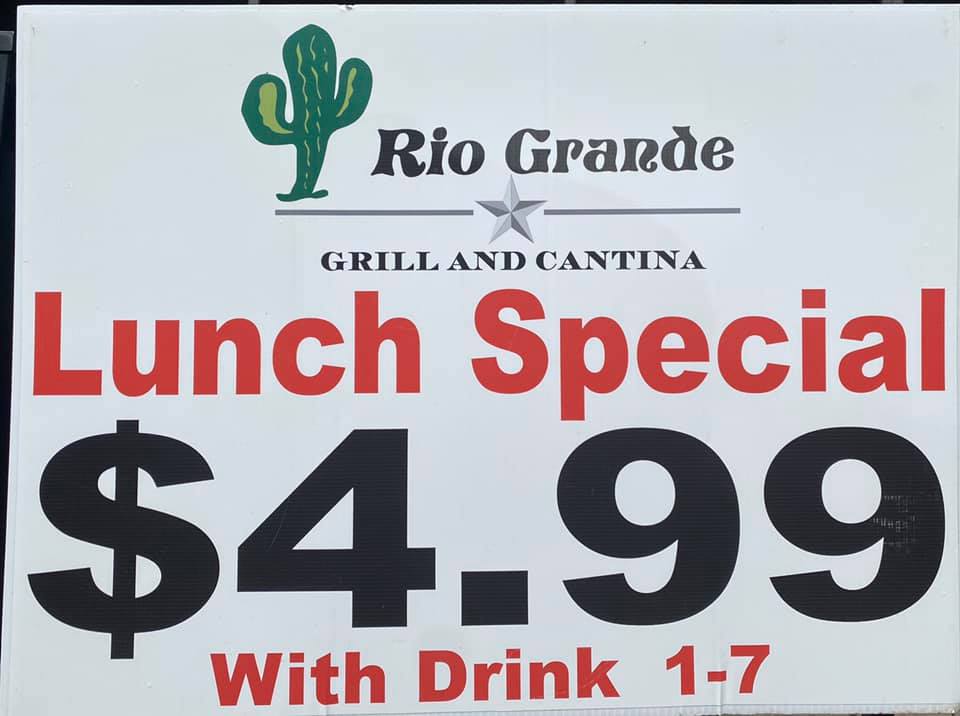 Rio Grande
GRILL AND CANTINA
Lunch Special
$4.99
With Drink 1-7